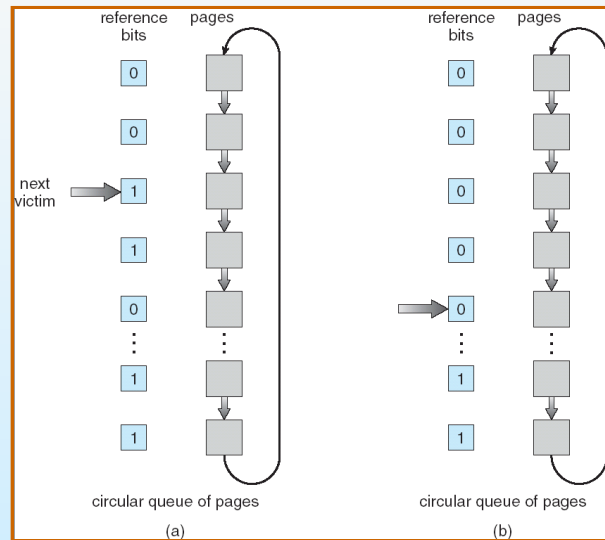 reference bits
pages
0
0
next victim
1
1
0
1
1
circular queue of pages
(a)
reference bits
pages
0
0
0
0
0
1
1
circular queue of pages
(b)